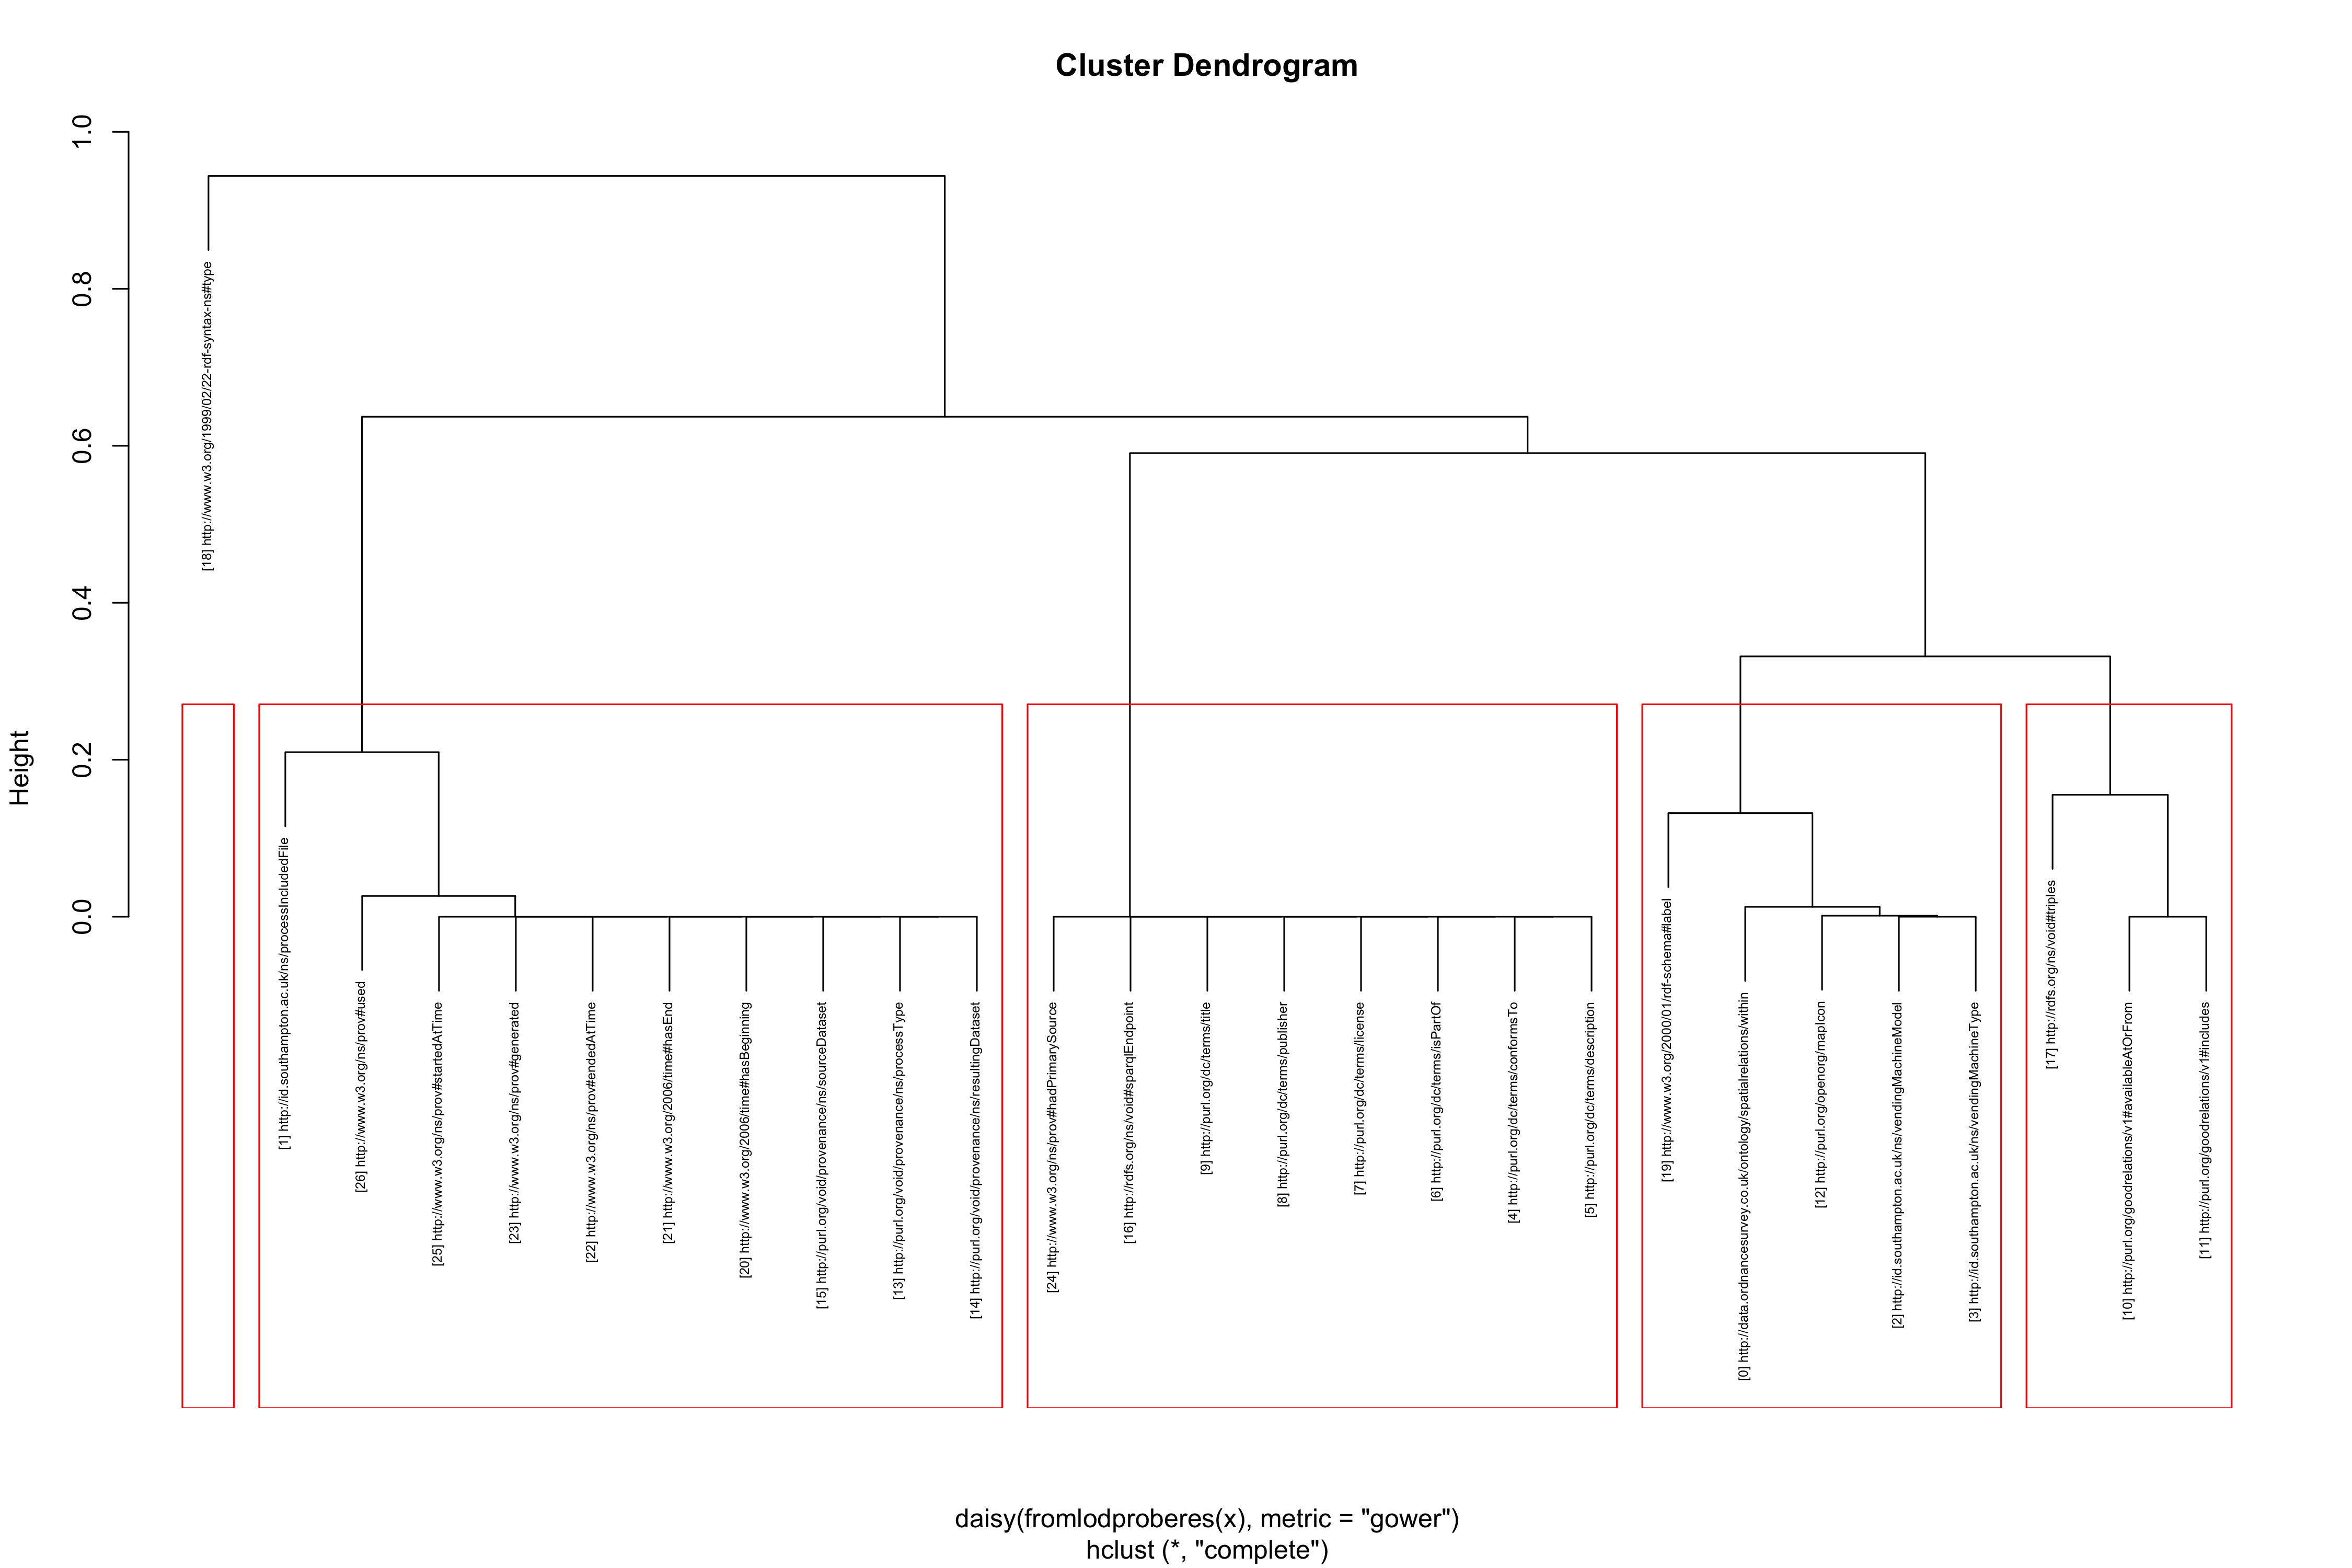 Cluster Dendrogram
Height
1.0
0.8
0.6
0.4
0.2
0.0
[18] http://www.w3.org/1999/02/22-rdf-syntax-ns#type
[1] http://id.southampton.ac.uk/ns/processIncludedFile
[26] http://www.w3.org/ns/prov#used
[25] http://www.w3.org/ns/prov#startedAtTime
[23] http://www.w3.org/ns/prov#generated
[22] http://www.w3.org/ns/prov#endedAtTime
[21] http://www.w3.org/2006/time#hasEnd
[20] http://www.w3.org/2006/time#hasBeginning
[15] http://purl.org/void/provenance/ns/sourceDataset
[13] http://purl.org/void/provenance/ns/processType
[14] http://purl.org/void/provenance/ns/resultingDataset
[24] http://www.w3.org/ns/prov#hadPrimarySource
[16] http://rdfs.org/ns/void#sparqlEndpoint
[9] http://purl.org/dc/terms/title
[8] http://purl.org/dc/terms/publisher
[7] http://purl.org/dc/terms/license
[6] http://purl.org/dc/terms/isPartOf
[4] http://purl.org/dc/terms/conformsTo
[5] http://purl.org/dc/terms/description
[19] http://www.w3.org/2000/01/rdf-schema#label
[0] http://data.ordnancesurvey.co.uk/ontology/spatialrelations/within
[12] http://purl.org/openorg/mapIcon
[2] http://id.southampton.ac.uk/ns/vendingMachineModel
[3] http://id.southampton.ac.uk/ns/vendingMachineType
[17] http://rdfs.org/ns/void#triples
[10] http://purl.org/goodrelations/v1#availableAtOrFrom
[11] http://purl.org/goodrelations/v1#includes
daisy(fromlodproberes(x), metric = "gower")
hclust (*, "complete")